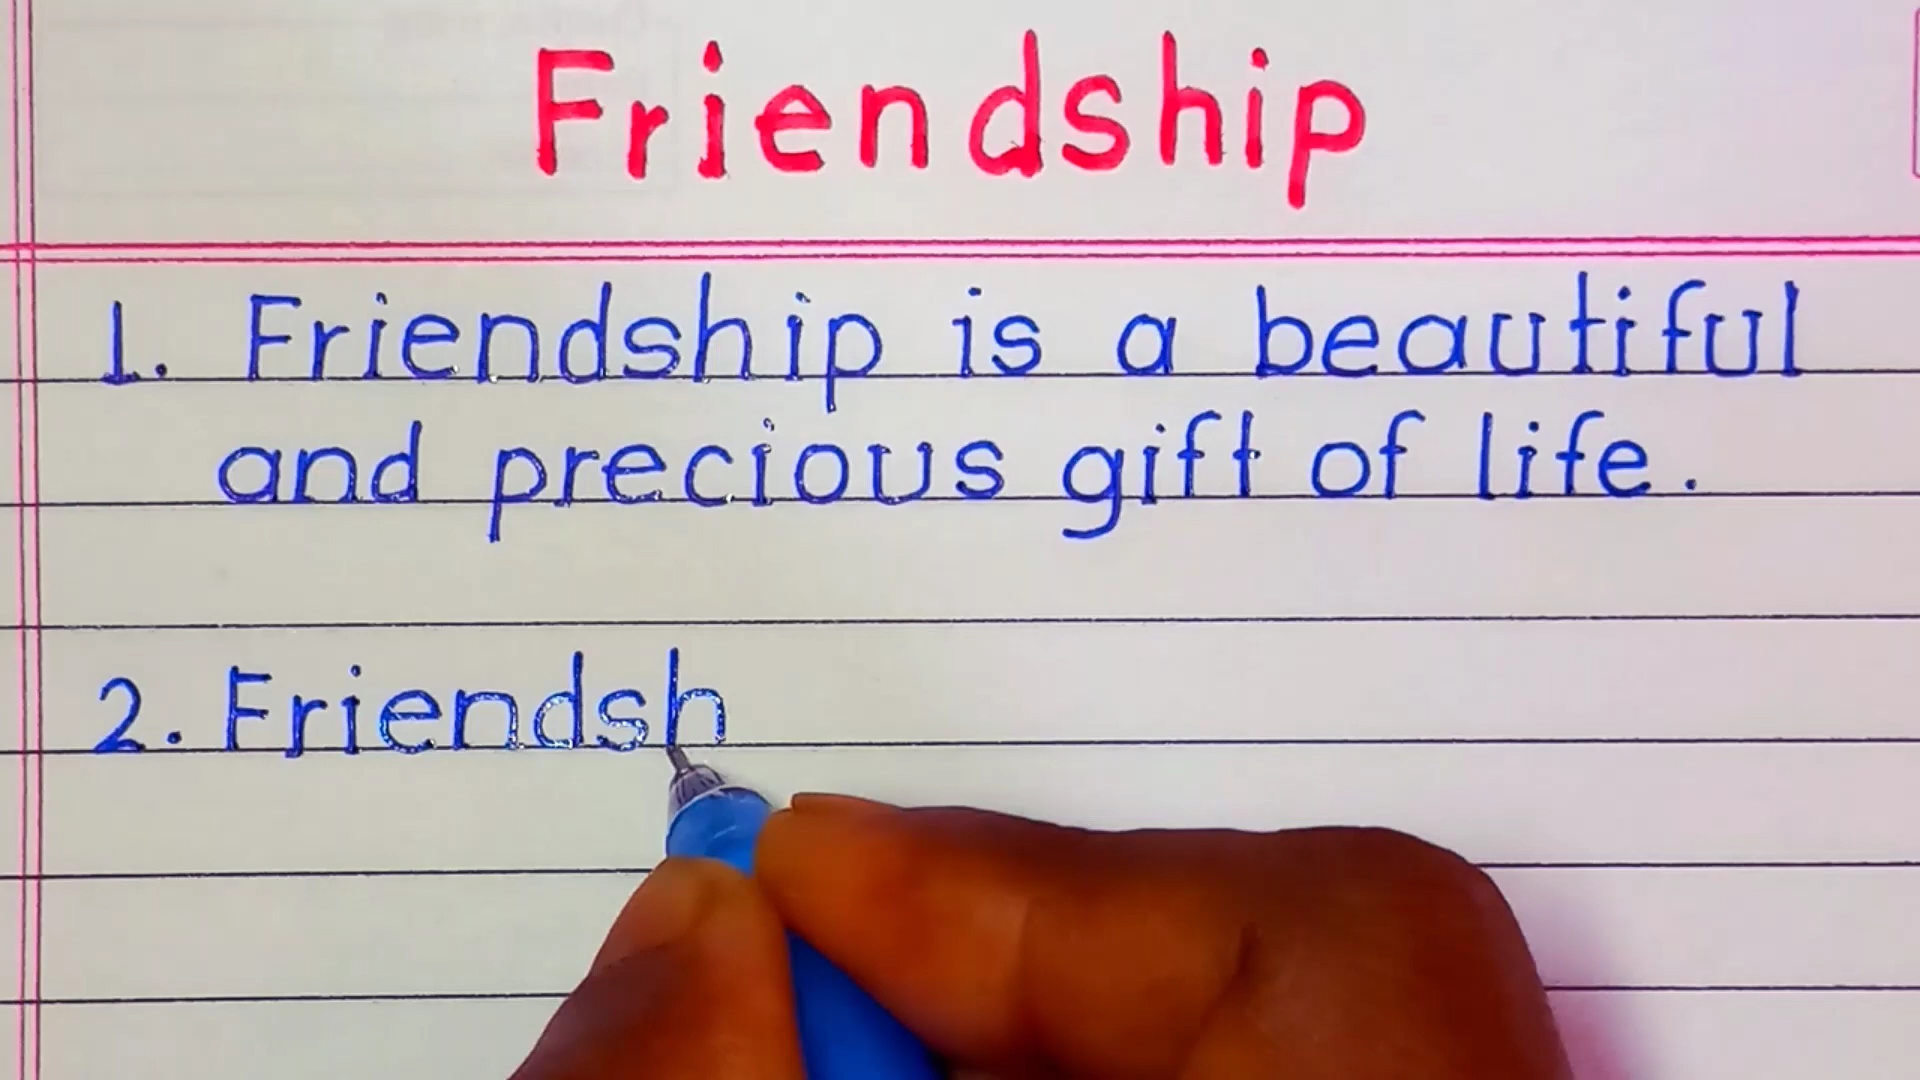 Friendship
1. Friendship is a beautiful
and precious gift of life.
2. Friendsh